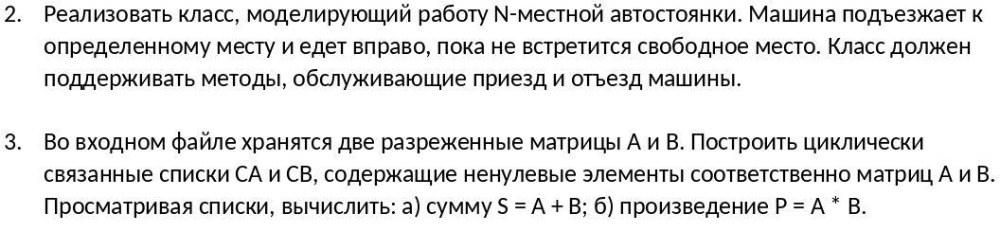 2. Реализовать класс, моделирующий работу N-местной автостоянки. Машина подъезжает к
определенному месту и едет вправо, пока не встретится свободное место. Класс должен
поддерживать методы, обслуживающие приезд и отъезд машины.
3. Во входном файле хранятся две разреженные матрицы А и В. Построить циклически
связанные списки СА и СВ, содержащие ненулевые элементы соответственно матриц А и В.
Просматривая списки, вычислить: а) сумму S = A + B; б) произведение P = A * B.